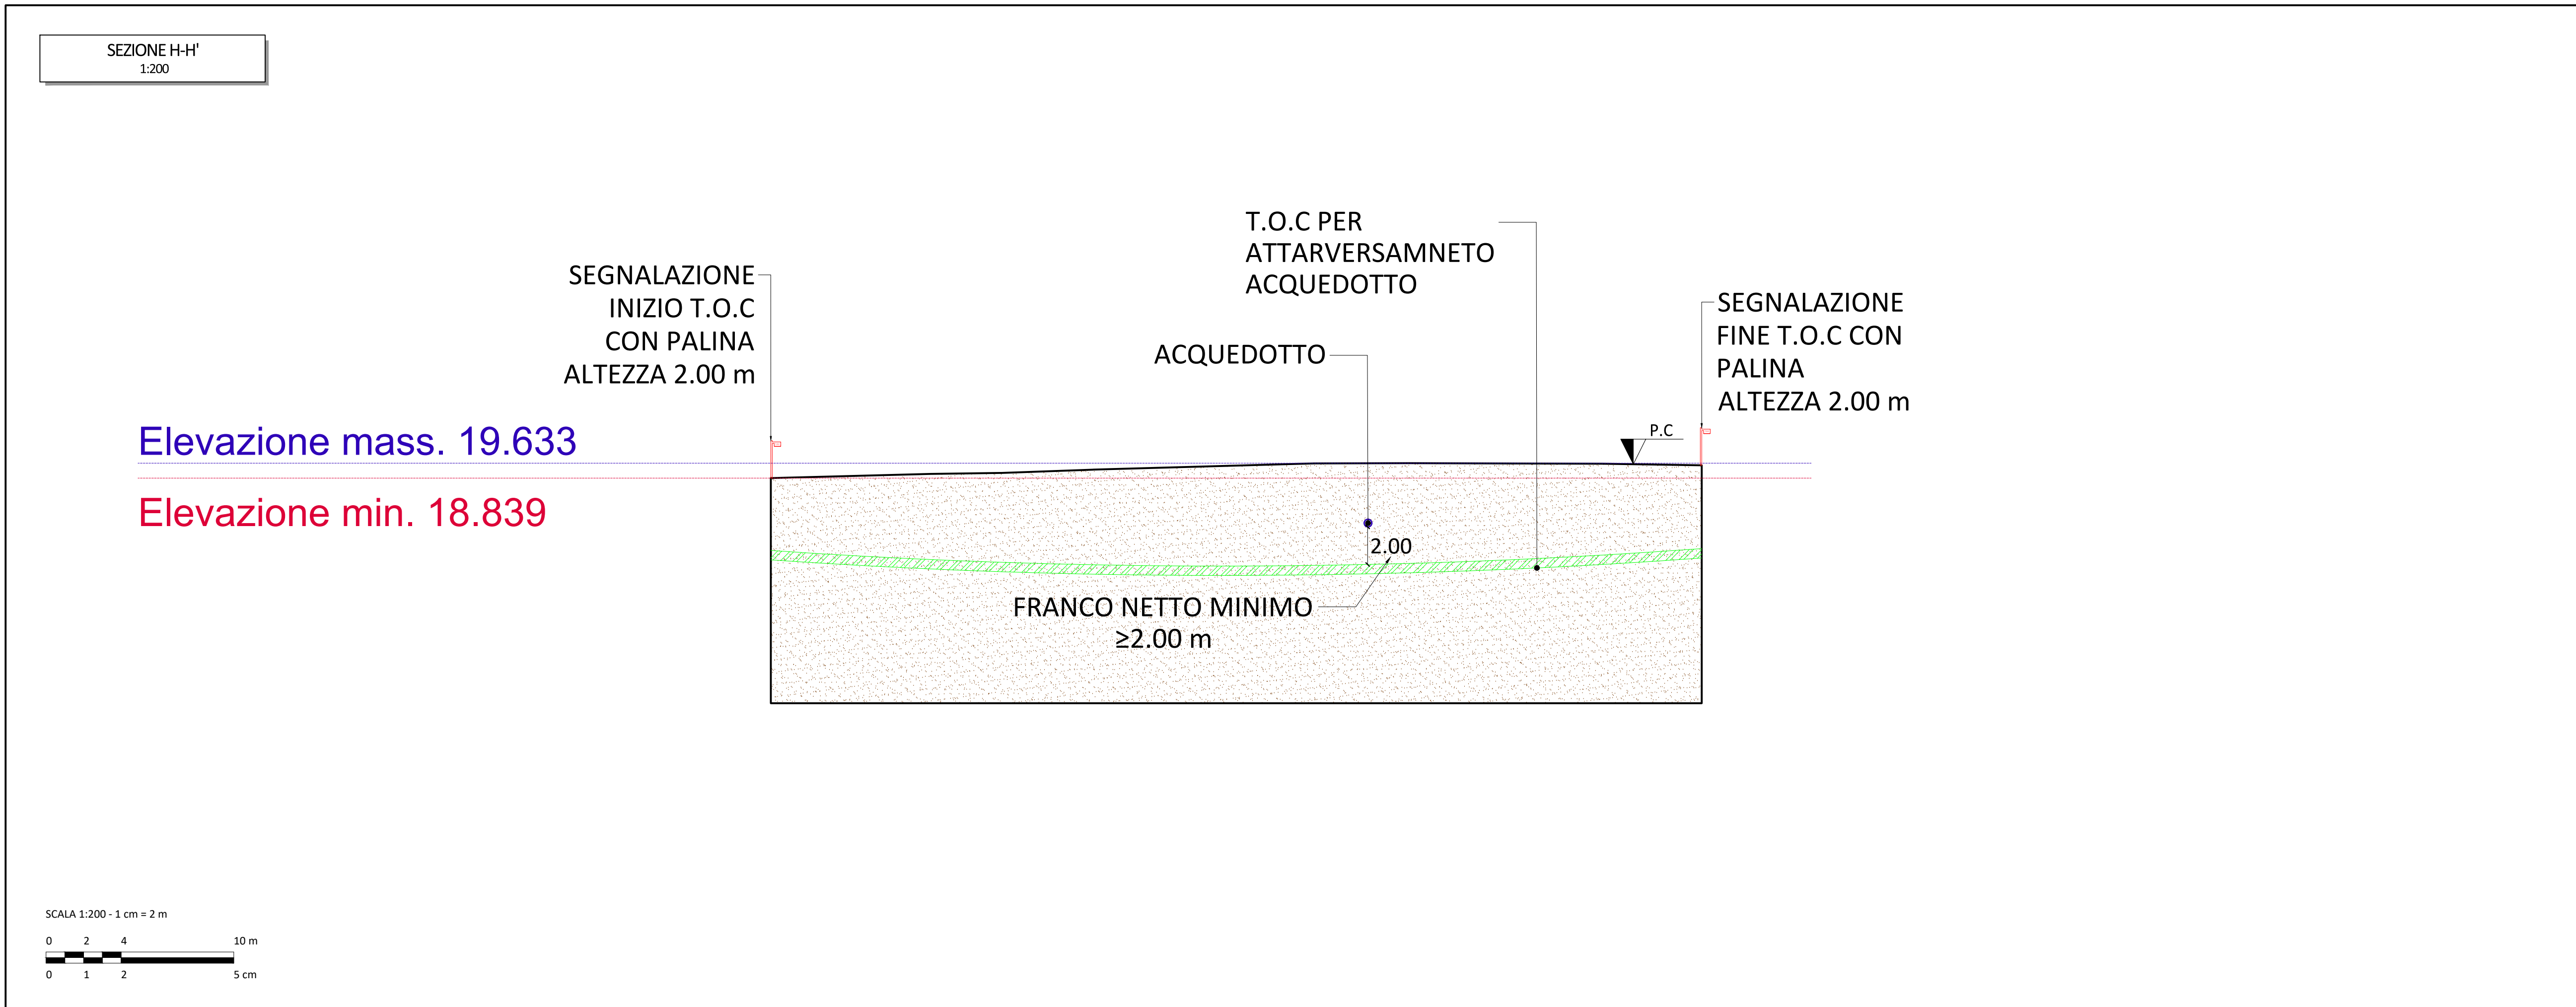 SEZIONE H-H'
1:200
T.O.C PER
ATTARVERSAMNETO
ACQUEDOTTO
SEGNALAZIONE
INIZIO T.O.C
CON PALINA
ALTEZZA 2.00 m
SEGNALAZIONE
FINE T.O.C CON
PALINA
ALTEZZA 2.00 m
ACQUEDOTTO
P.C
Elevazione mass. 19.633
Elevazione min. 18.839
2.00
FRANCO NETTO MINIMO
≥2.00 m
SCALA 1:200 - 1 cm = 2 m
0 2 4 10 m
0 1 2 5 cm